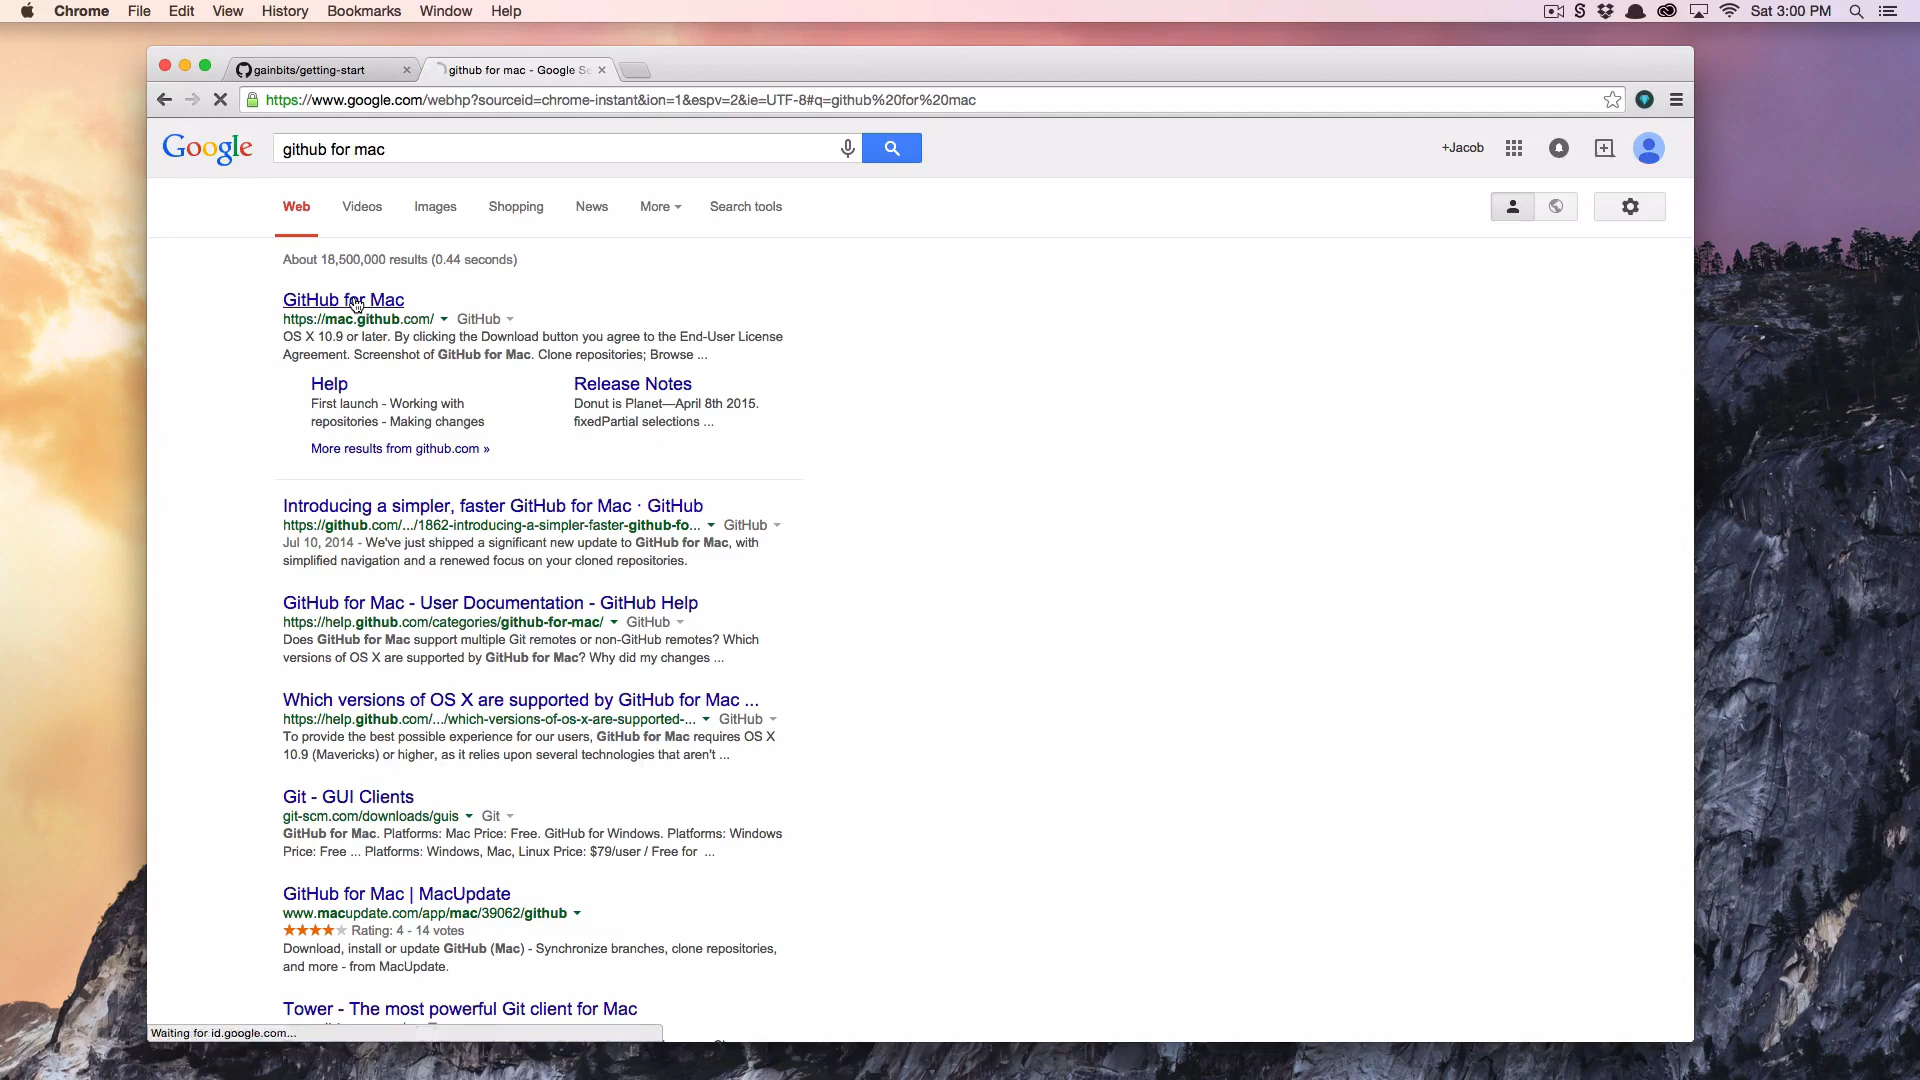 Chrome File Edit View History Bookmarks Window Help Sat 3:00 PM
gainbits/getting-start github for mac - Google Se
https://www.google.com/webhp?sourceid=chrome-instant&ion=1&espv=2&ie=UTF-8#q=github%20for%20mac
Google github for mac +Jacob
Web Videos Images Shopping News More Search tools
About 18,500,000 results (0.44 seconds)
GitHub for Mac
https://mac.github.com/ GitHub
OS X 10.9 or later. By clicking the Download button you agree to the End-User License
Agreement. Screenshot of GitHub for Mac. Clone repositories; Browse ...
Help Release Notes
First launch - Working with Donut is Planet—April 8th 2015.
repositories - Making changes fixedPartial selections ...
More results from github.com »
Introducing a simpler, faster GitHub for Mac · GitHub
https://github.com/.../1862-introducing-a-simpler-faster-github-fo... GitHub
Jul 10, 2014 - We've just shipped a significant new update to GitHub for Mac, with
simplified navigation and a renewed focus on your cloned repositories.
GitHub for Mac - User Documentation - GitHub Help
https://help.github.com/categories/github-for-mac/ GitHub
Does GitHub for Mac support multiple Git remotes or non-GitHub remotes? Which
versions of OS X are supported by GitHub for Mac? Why did my changes ...
Which versions of OS X are supported by GitHub for Mac ...
https://help.github.com/.../which-versions-of-os-x-are-supported-... GitHub
To provide the best possible experience for our users, GitHub for Mac requires OS X
10.9 (Mavericks) or higher, as it relies upon several technologies that aren't ...
Git - GUI Clients
git-scm.com/downloads/guis Git
GitHub for Mac. Platforms: Mac Price: Free. GitHub for Windows. Platforms: Windows
Price: Free ... Platforms: Windows, Mac, Linux Price: $79/user / Free for ...
GitHub for Mac | MacUpdate
www.macupdate.com/app/mac/39062/github
Rating: 4 - 14 votes
Download, install or update GitHub (Mac) - Synchronize branches, clone repositories,
and more - from MacUpdate.
Tower - The most powerful Git client for Mac
Waiting for id.google.com...